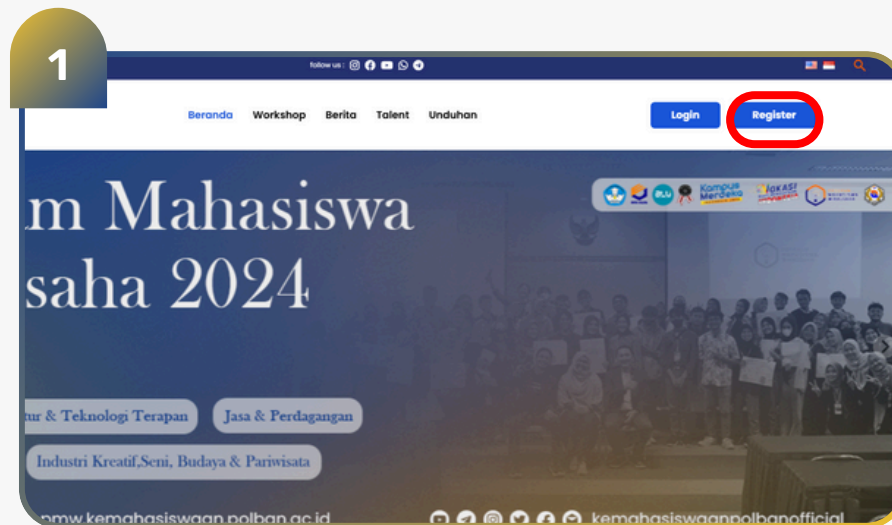 1
follow us :
Beranda Workshop Berita Talent Unduhan
Login Register
m Mahasiswa
saha 2024
Kampus
Merdeka
ur & Teknologi Terapan Jasa & Perdagangan
Industri Kreatif,Seni, Budaya & Pariwisata
pmw.kemahasiswaan.polban.ac.id kemahasiswaanpolbanofficial